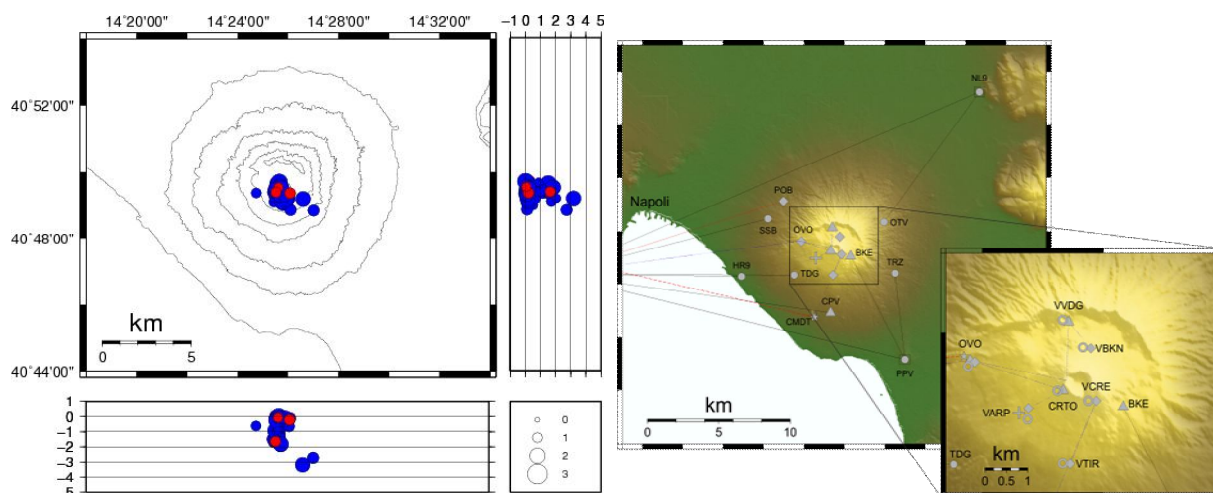 14°20'00" 14°24'00" 14°28'00" 14°32'00"
−1 0 1 2 3 4 5
40°52'00"
40°48'00"
40°44'00"
km
0 5
1
0
−1
−2
−3
−4
5
0
1
2
3
NL9
POB
Napoli
SSB
OVO
OTV
BKE
HR9
TDG
TRZ
CPV
CMDT
PPV
km
0 5 10
VVDG
OVO
VBKN
VCRE
CRTO
BKE
VARP
TDG
VTIR
km
0 0.5 1